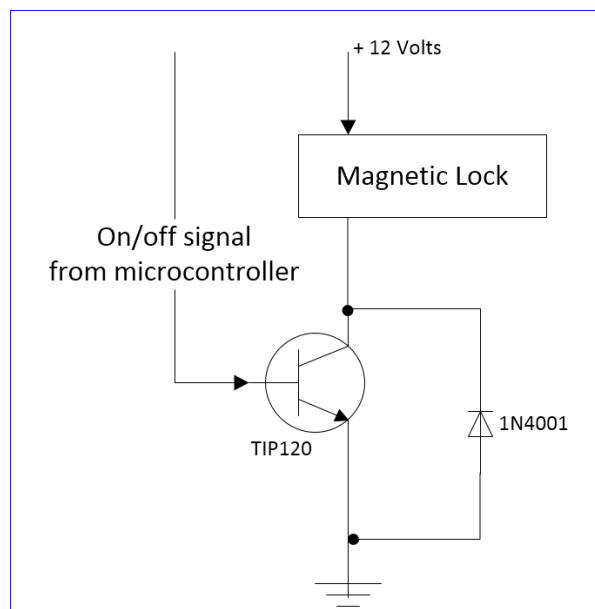 + 12 Volts
Magnetic Lock
On/off signal
from microcontroller
1N4001
TIP120